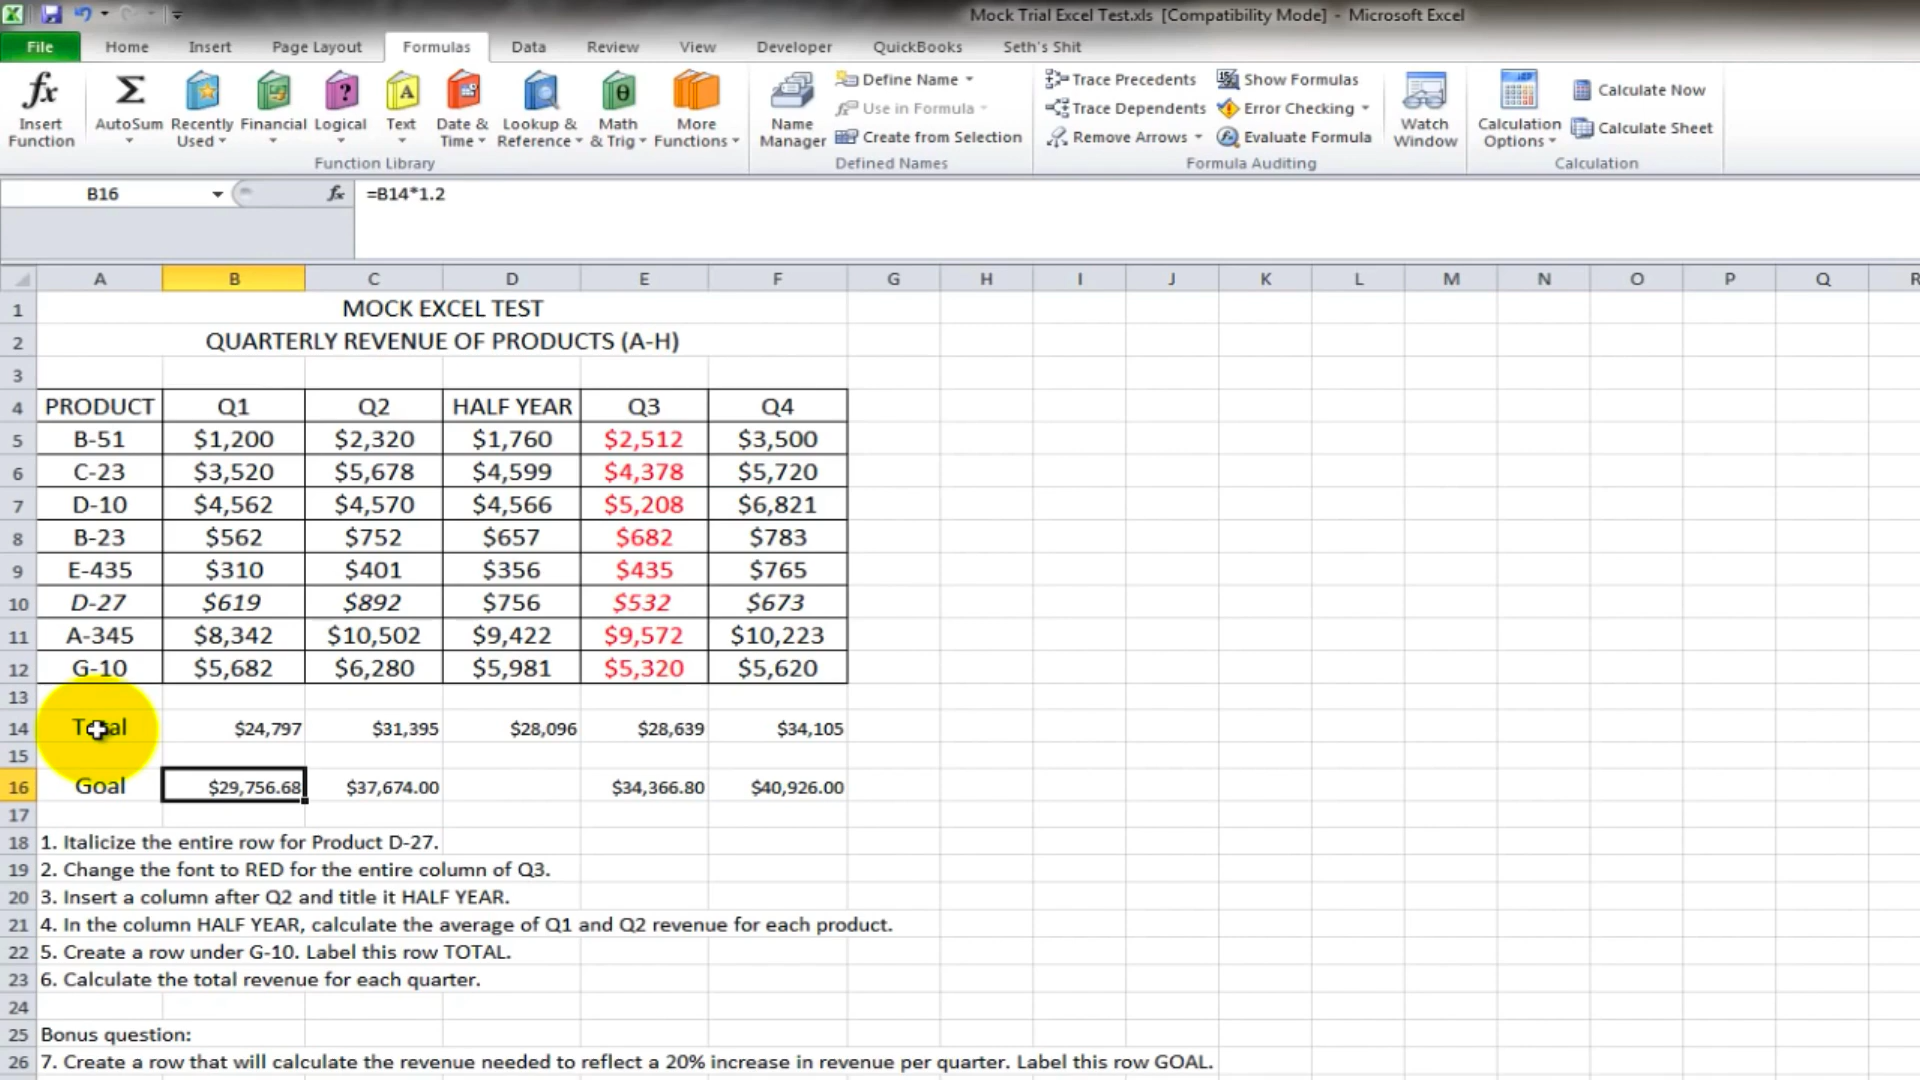 Mock Trial Excel Test.xls [Compatibility Mode] - Microsoft Excel
File Home Insert Page Layout Formulas Data Review View Developer QuickBooks Seth's Shit
fx Insert Function
Σ AutoSum
Recently Used
Financial
? Logical
A Text
Date & Time
Lookup & Reference
θ Math & Trig
More Functions
Function Library
Name Manager
Define Name
Use in Formula
Create from Selection
Defined Names
Trace Precedents
Trace Dependents
Remove Arrows
Show Formulas
Error Checking
Evaluate Formula
Formula Auditing
Watch Window
Calculation Options
Calculate Now
Calculate Sheet
Calculation
B16 fx =B14*1.2
A B C D E F G H I J K L M N O P Q R
1 MOCK EXCEL TEST
2 QUARTERLY REVENUE OF PRODUCTS (A-H)
3
4 PRODUCT Q1 Q2 HALF YEAR Q3 Q4
5 B-51 $1,200 $2,320 $1,760 $2,512 $3,500
6 C-23 $3,520 $5,678 $4,599 $4,378 $5,720
7 D-10 $4,562 $4,570 $4,566 $5,208 $6,821
8 B-23 $562 $752 $657 $682 $783
9 E-435 $310 $401 $356 $435 $765
10 D-27 $619 $892 $756 $532 $673
11 A-345 $8,342 $10,502 $9,422 $9,572 $10,223
12 G-10 $5,682 $6,280 $5,981 $5,320 $5,620
13
14 Total $24,797 $31,395 $28,096 $28,639 $34,105
15
16 Goal $29,756.68 $37,674.00 $34,366.80 $40,926.00
17
18 1. Italicize the entire row for Product D-27.
19 2. Change the font to RED for the entire column of Q3.
20 3. Insert a column after Q2 and title it HALF YEAR.
21 4. In the column HALF YEAR, calculate the average of Q1 and Q2 revenue for each product.
22 5. Create a row under G-10. Label this row TOTAL.
23 6. Calculate the total revenue for each quarter.
24
25 Bonus question:
26 7. Create a row that will calculate the revenue needed to reflect a 20% increase in revenue per quarter. Label this row GOAL.